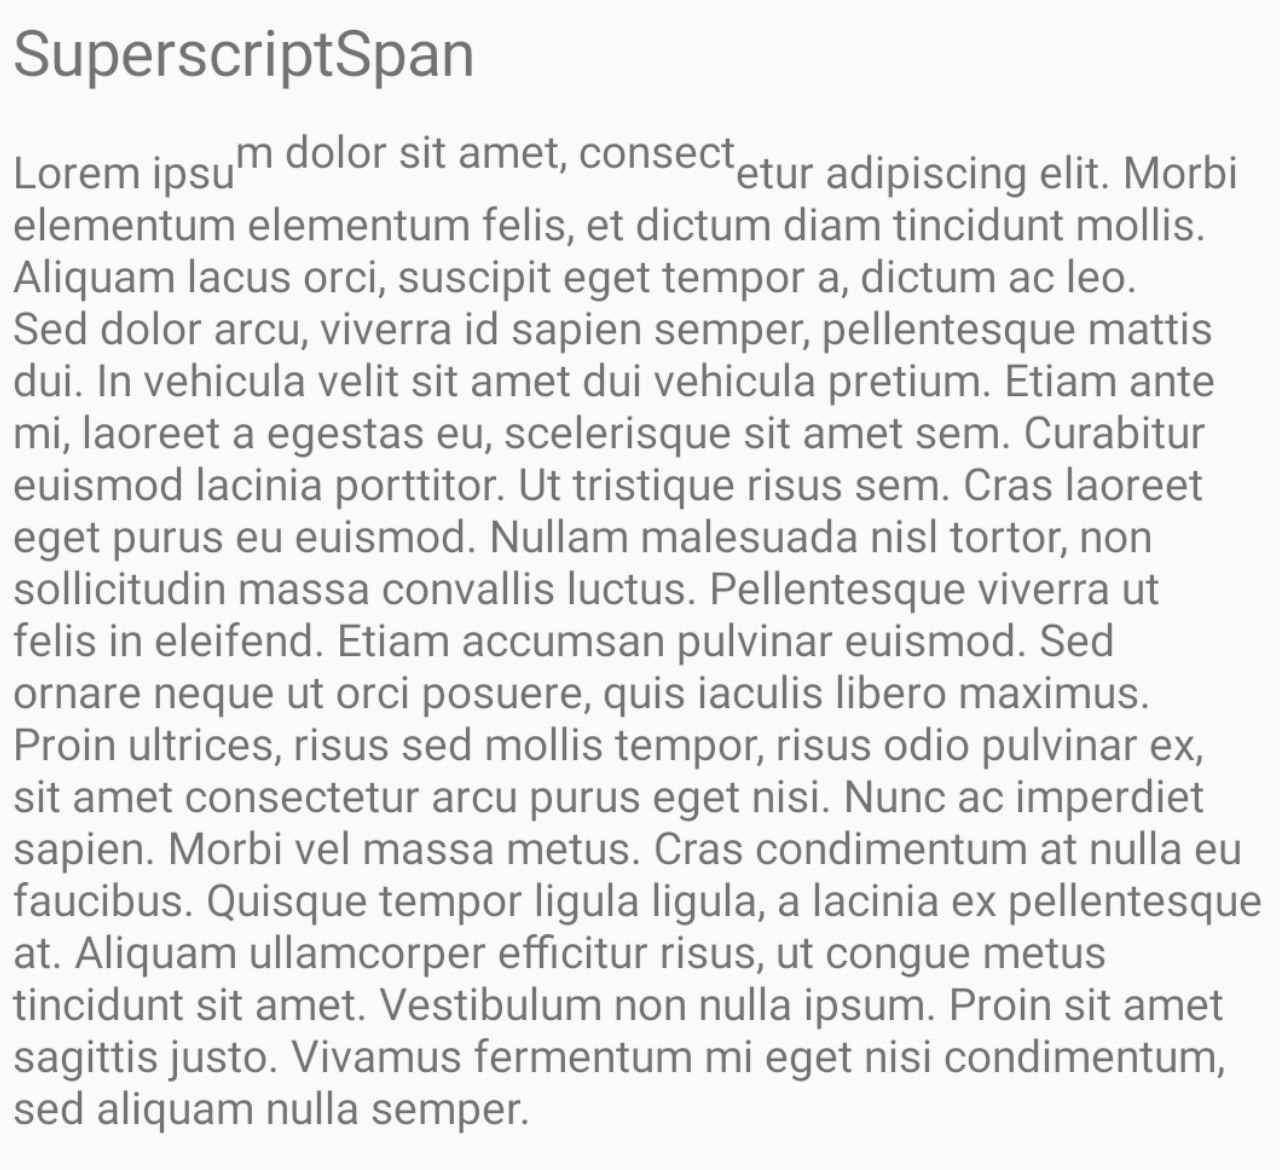 SuperscriptSpan
Lorem ipsum dolor sit amet, consectetur adipiscing elit. Morbi
elementum elementum felis, et dictum diam tincidunt mollis.
Aliquam lacus orci, suscipit eget tempor a, dictum ac leo.
Sed dolor arcu, viverra id sapien semper, pellentesque mattis
dui. In vehicula velit sit amet dui vehicula pretium. Etiam ante
mi, laoreet a egestas eu, scelerisque sit amet sem. Curabitur
euismod lacinia porttitor. Ut tristique risus sem. Cras laoreet
eget purus eu euismod. Nullam malesuada nisl tortor, non
sollicitudin massa convallis luctus. Pellentesque viverra ut
felis in eleifend. Etiam accumsan pulvinar euismod. Sed
ornare neque ut orci posuere, quis iaculis libero maximus.
Proin ultrices, risus sed mollis tempor, risus odio pulvinar ex,
sit amet consectetur arcu purus eget nisi. Nunc ac imperdiet
sapien. Morbi vel massa metus. Cras condimentum at nulla eu
faucibus. Quisque tempor ligula ligula, a lacinia ex pellentesque
at. Aliquam ullamcorper efficitur risus, ut congue metus
tincidunt sit amet. Vestibulum non nulla ipsum. Proin sit amet
sagittis justo. Vivamus fermentum mi eget nisi condimentum,
sed aliquam nulla semper.